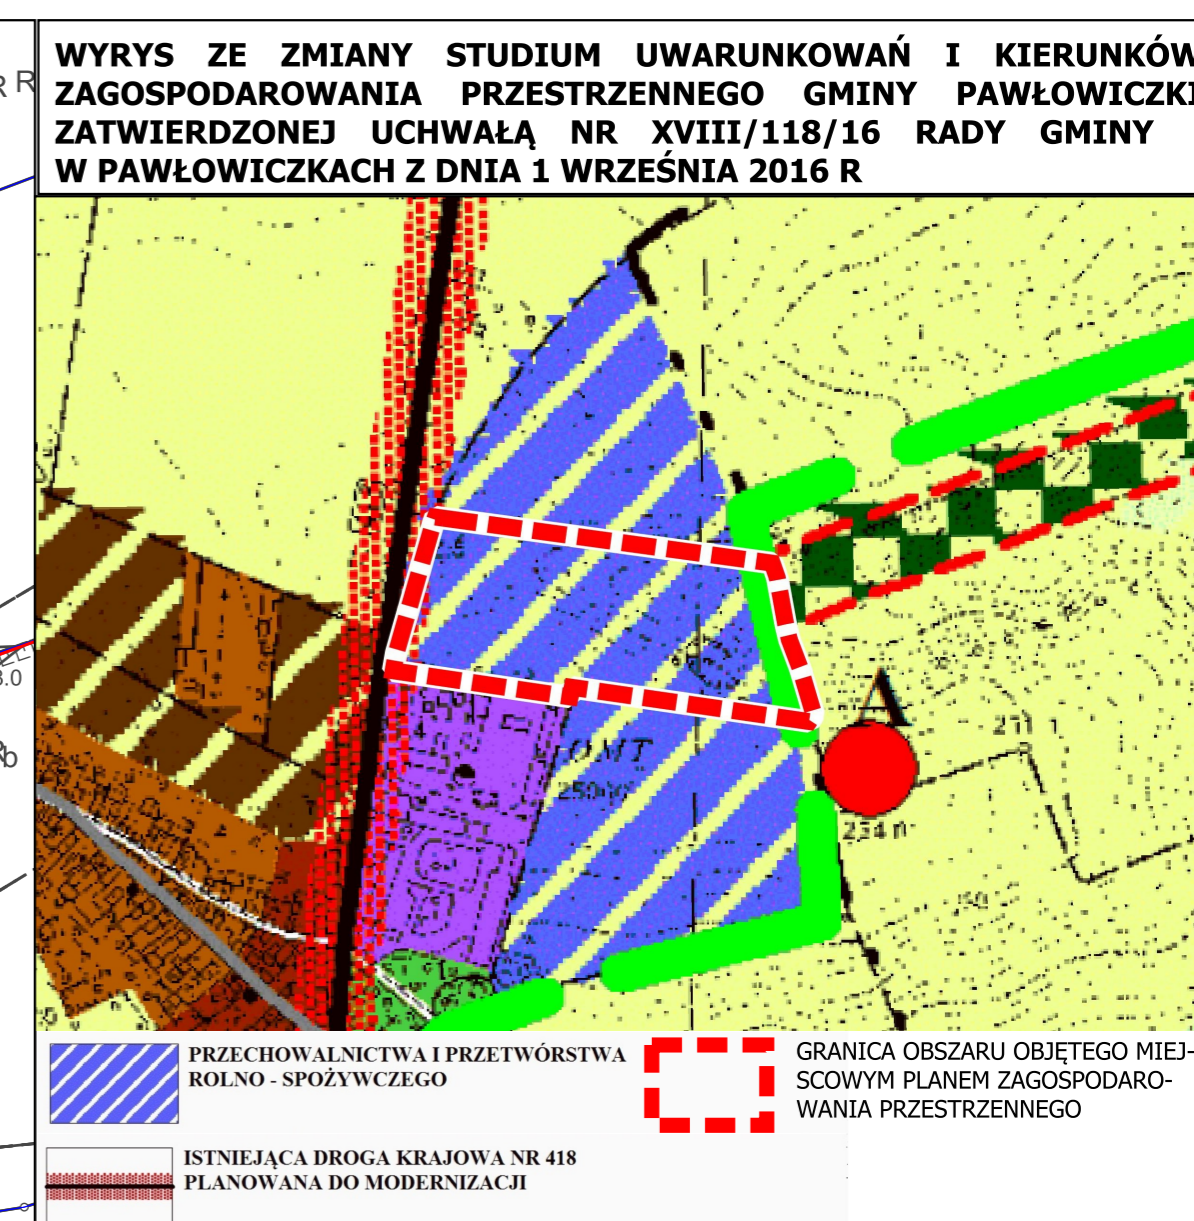 WYRYS ZE ZMIANY STUDIUM UWARUNKOWAŃ I KIERUNKÓW
ZAGOSPODAROWANIA PRZESTRZENNEGO GMINY PAWŁOWICZKI
ZATWIERDZONEJ UCHWAŁĄ NR XVIII/118/16 RADY GMINY
W PAWŁOWICZKACH Z DNIA 1 WRZEŚNIA 2016 R
R R
A
PRZECHOWALNICTWA I PRZETWÓRSTWA
ROLNO - SPOŻYWCZEGO
GRANICA OBSZARU OBJĘTEGO MIEJ-
SCOWYM PLANEM ZAGOSPODARO-
WANIA PRZESTRZENNEGO
ISTNIEJĄCA DROGA KRAJOWA NR 418
PLANOWANA DO MODERNIZACJI